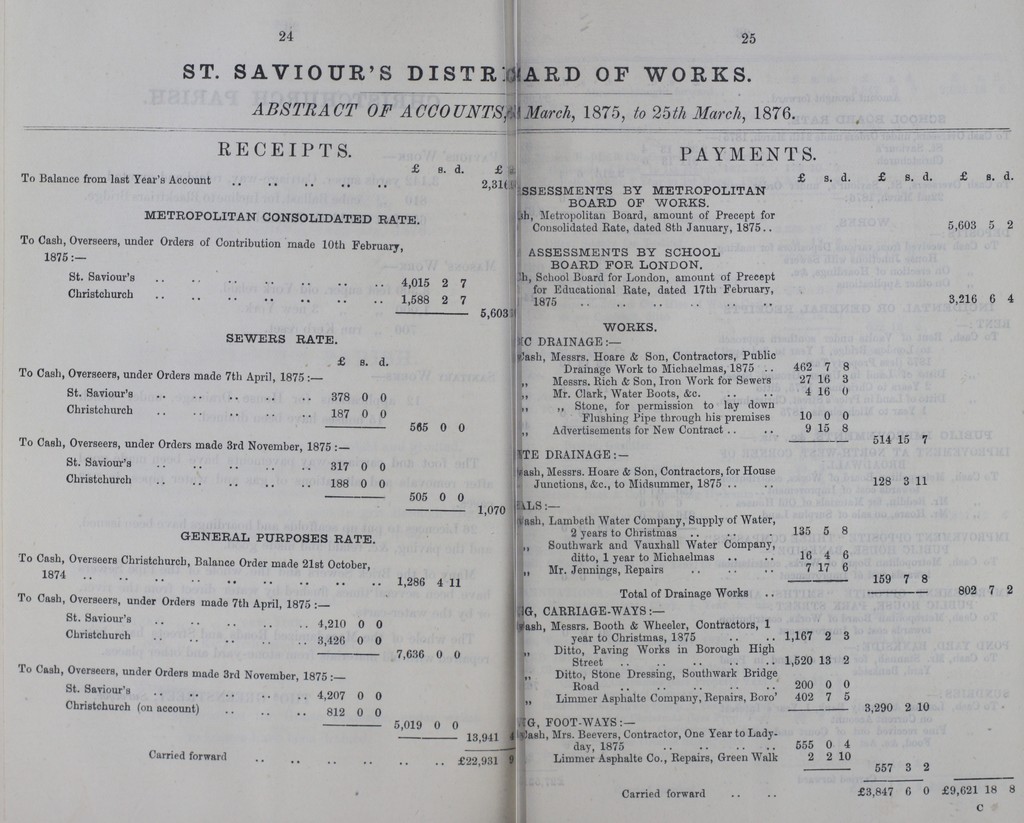 24
ST. SAVIOUR'S DISTR
ABSTRACT OF ACCOUNTS,
RECEIPTS.
£ s. d. £
To Balance from last Year's Account .. .. .. .. .. 2,316
METROPOLITAN CONSOLIDATED RATE.
To Cash, Overseers, under Orders of Contribution made 10th February,
1875:—
St. Saviour's .. .. .. .. .. .. .. 4,015 2 7
Christchurch .. .. .. .. .. .. .. 1,588 2 7
5,603
SEWERS RATE.
£ s. d.
To Cash, Overseers, under Orders made 7th April, 1875:—
St. Saviour's .. .. .. .. .. 378 0 0
Christchurch .. .. .. .. .. 187 0 0
565 0 0
To Cash, Overseers, under Orders made 3rd November, 1875:—
St. Saviour's .. .. .. .. .. 317 0 0
Christchurch .. .. .. .. .. 188 0 0
505 0 0
1,070
GENERAL PURPOSES RATE.
To Cash, Overseers Christchurch, Balance Order made 21st October,
1874 .. .. .. .. .. .. .. .. .. 1,286 4 11
To Cash, Overseers, under Orders made 7th April, 1875:—
St. Saviour's .. .. .. .. .. 4,210 0 0
Christchurch .. .. .. .. .. 3,426 0 0
7,636 0 0
To Cash, Overseers, under Orders made 3rd November, 1875:—
St. Saviour's .. .. .. .. .. 4,207 0 0
Christchurch (on account) .. .. .. 812 0 0
5,019 0 0
13,941 4
Carried forward .. .. .. .. .. .. £22,931 9
25
ARD OF WORKS.
March, 1875, to 25th March, 1876.
PAYMENTS.
£ s. d. £ s. d. £ s. d.
SSESSMENTS BY METROPOLITAN
BOARD OF WORKS.
Metropolitan Board, amount of Precept for
Consolidated Rate, dated 8th January, 1875.. 5,603 5 2
ASSESSMENTS BY SCHOOL
BOARD FOR LONDON.
School Board for London, amount of Precept
for Educational Rate, dated 17th February,
1875 .. .. .. .. .. .. 3,216 6 4
WORKS.
C DRAINAGE:—
Cash, Messrs. Hoare & Son, Contractors, Public
Drainage Work to Michaelmas, 1875 .. 462 7 8
„ Messrs. Rich & Son, Iron Work for Sewers 27 16 3
„ Mr. Clark, Water Boots, &c. .. .. 4 16 0
„ „ Stone, for permission to lay down
Flushing Pipe through his premises 10 0 0
„ Advertisements for New Contract .. .. 9 15 8
514 15 7
TE DRAINAGE:—
Cash, Messrs. Hoare & Son, Contractors, for House
Junctions, &c., to Midsummer, 1875 .. .. 128 3 11
ALS:—
Cash, Lambeth Water Company, Supply of Water,
2 years to Christmas .. .. .. 135 5 8
„ Southwark and Vauxhall Water Company,
ditto, 1 year to Michaelmas .. .. 16 4 6
„ Mr. Jennings, Repairs .. .. .. 7 17 6
159 7 8
Total of Drainage Works .. 802 7 2
G, CARRIAGE-WAYS:—
Cash, Messrs. Booth & Wheeler, Contractors, 1
year to Christmas, 1875 .. .. 1,167 2 3
„ Ditto, Paving Works in Borough High
Street .. .. .. .. .. 1,520 13 2
„ Ditto, Stone Dressing, Southwark Bridge
Road .. .. .. .. .. 200 0 0
„ Limmer Asphalte Company, Repairs, Boro' 402 7 5
3,290 2 10
G, FOOT-WAYS:—
Cash, Mrs. Beevers, Contractor, One Year to Lady-
day, 1875 .. .. .. .. 555 0 4
Limmer Asphalte Co., Repairs, Green Walk 2 2 10
557 3 2
Carried forward .. .. £3,847 6 0 £9,621 18 8
C